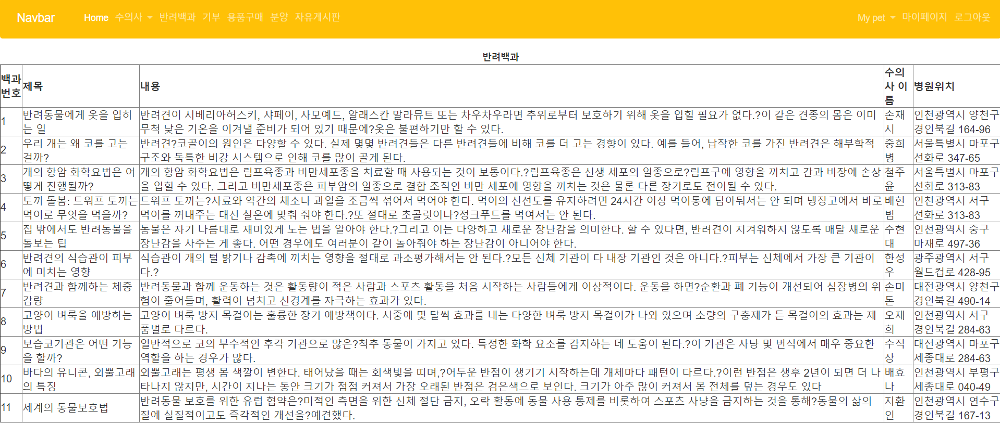 Navbar Home 수의사 반려백과 기부 용품구매 분양 자유게시판 My pet 마이페이지 로그아웃
반려백과
백과
번호
제목
내용
수의
사 이
름
병원위치
1
반려동물에게 옷을 입히
는 일
반려견이 시베리아허스키, 샤페이, 사모예드, 알래스칸 말라뮤트 또는 차우차우라면 추위로부터 보호하기 위해 옷을 입힐 필요가 없다.?이 같은 견종의 몸은 이미
무척 낮은 기온을 이겨낼 준비가 되어 있기 때문에?옷은 불편하기만 할 수 있다.
손재
시
인천광역시 양천구
경인북길 164-96
2
우리 개는 왜 코를 고는
걸까?
반려견?코골이의 원인은 다양할 수 있다. 실제 몇몇 반려견들은 다른 반려견들에 비해 코를 더 고는 경향이 있다. 예를 들어, 납작한 코를 가진 반려견은 해부학적
구조와 독특한 비강 시스템으로 인해 코를 많이 골게 된다.
중희
병
서울특별시 마포구
선화로 347-65
3
개의 항암 화학요법은 어
떻게 진행될까?
개의 항암 화학요법은 림프육종과 비만세포종을 치료할 때 사용되는 것이 보통이다.?림프육종은 신생 세포의 일종으로?림프구에 영향을 끼치고 간과 비장에 손상
을 입힐 수 있다. 그리고 비만세포종은 피부암의 일종으로 결합 조직인 비만 세포에 영향을 끼치는 것은 물론 다른 장기로도 전이될 수 있다.
철주
윤
서울특별시 마포구
선화로 313-83
4
토끼 돌봄: 드워프 토끼는
먹이로 무엇을 먹을까?
드워프 토끼는?사료와 약간의 채소나 과일을 조금씩 섞어서 먹어야 한다. 먹이의 신선도를 유지하려면 24시간 이상 먹이통에 담아둬서는 안 되며 냉장고에서 바로
먹이를 꺼내주는 대신 실온에 맞춰 줘야 한다.?또 절대로 초콜릿이나?정크푸드를 먹여서는 안 된다.
배현
범
인천광역시 서구
선화로 313-83
5
집 밖에서도 반려동물을
돌보는 팁
동물은 자기 나름대로 재미있게 노는 법을 알아야 한다.?그리고 이는 다양하고 새로운 장난감을 의미한다. 할 수 있다면, 반려견이 지겨워하지 않도록 매달 새로운
장난감을 사주는 게 좋다. 어떤 경우에도 여러분이 같이 놀아줘야 하는 장난감이 아니어야 한다.
수현
대
인천광역시 중구
마재로 497-36
6
반려견의 식습관이 피부
에 미치는 영향
식습관이 개의 털 밝기나 감촉에 끼치는 영향을 절대로 과소평가해서는 안 된다.?모든 신체 기관이 다 내장 기관인 것은 아니다.?피부는 신체에서 가장 큰 기관이
다.?
한성
우
광주광역시 서구
월드컵로 428-95
7
반려견과 함께하는 체중
감량
반려동물과 함께 운동하는 것은 활동량이 적은 사람과 스포츠 활동을 처음 시작하는 사람들에게 이상적이다. 운동을 하면?순환과 폐 기능이 개선되어 심장병의 위
험이 줄어들며, 활력이 넘치고 신경계를 자극하는 효과가 있다.
손미
돈
대전광역시 양천구
경인북길 490-14
8
고양이 벼룩을 예방하는
방법
고양이 벼룩 방지 목걸이는 훌륭한 장기 예방책이다. 시중에 몇 달씩 효과를 내는 다양한 벼룩 방지 목걸이가 나와 있으며 소량의 구충제가 든 목걸이의 효과는 제
품별로 다르다.
오재
희
인천광역시 서구
경인북길 284-63
9
보습코기관은 어떤 기능
을 할까?
일반적으로 코의 부수적인 후각 기관으로 많은?척추 동물이 가지고 있다. 특정한 화학 요소를 감지하는 데 도움이 된다.?이 기관은 사냥 및 번식에서 매우 중요한
역할을 하는 경우가 많다.
수직
상
대전광역시 마포구
세종대로 284-63
10
바다의 유니콘, 외뿔고래
의 특징
외뿔고래는 평생 몸 색깔이 변한다. 태어났을 때는 회색빛을 띠며,?어두운 반점이 생기기 시작하는데 개체마다 패턴이 다르다.?이런 반점은 생후 2년이 되면 더 나
타나지 않지만, 시간이 지나는 동안 크기가 점점 커져서 가장 오래된 반점은 검은색으로 보인다. 크기가 아주 많이 커져서 몸 전체를 덮는 경우도 있다
배효
나
인천광역시 부평구
세종대로 040-49
11
세계의 동물보호법
반려동물 보호를 위한 유럽 협약은?미적인 측면을 위한 신체 절단 금지, 오락 활동에 동물 사용 통제를 비롯하여 스포츠 사냥을 금지하는 것을 통해?동물의 삶의
질에 실질적이고도 즉각적인 개선을?예견했다.
지환
인
인천광역시 연수구
경인북길 167-13